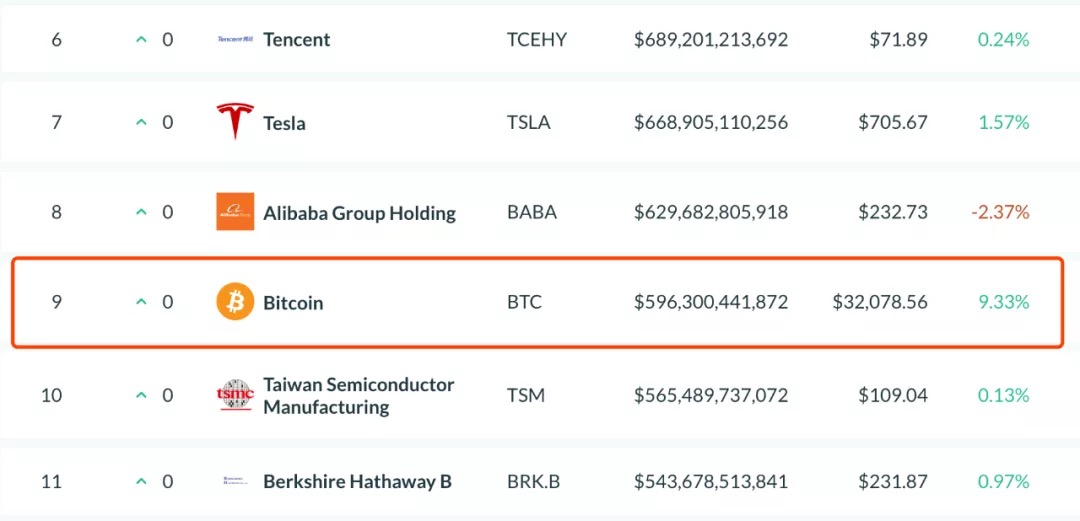 6 0 Tencent 腾讯 Tencent TCEHY $689,201,213,692 $71.89 0.24%
7 0 Tesla TSLA $668,905,110,256 $705.67 1.57%
8 0 Alibaba Group Holding BABA $629,682,805,918 $232.73 -2.37%
9 0 Bitcoin BTC $596,300,441,872 $32,078.56 9.33%
10 0 tsmc Taiwan Semiconductor Manufacturing TSM $565,489,737,072 $109.04 0.13%
11 0 Berkshire Hathaway B BRK.B $543,678,513,841 $231.87 0.97%